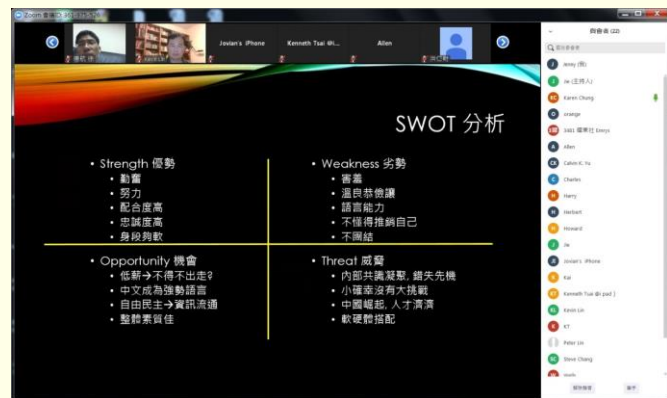 Jovian's iPhone
Kenneth Tsai @i...
Allen
SWOT 分析
• Strength 優勢
• 勤奮
• 努力
• 配合度高
• 忠誠度高
• 身段夠軟
• Weakness 劣勢
• 害羞
• 溫良恭儉讓
• 語言能力
• 不懂得推銷自己
• 不團結
• Opportunity 機會
• 低薪→不得不出走?
• 中文成為強勢語言
• 自由民主→資訊流通
• 整體素質佳
• Threat 威脅
• 內部共識凝聚, 錯失先機
• 小確幸沒有大挑戰
• 中國崛起, 人才濟濟
• 軟硬體搭配
與會者 (22)
Jenny (我)
Jie (主持人)
Karen Chang
orange
Allen
Calvin C. Yu
Charles
Harry
Herbert
Howard
Jovian's iPhone
Kai
Kenneth Tsai @i pad )
Kevin Lin
KT
Peter Lin
Steve Chang